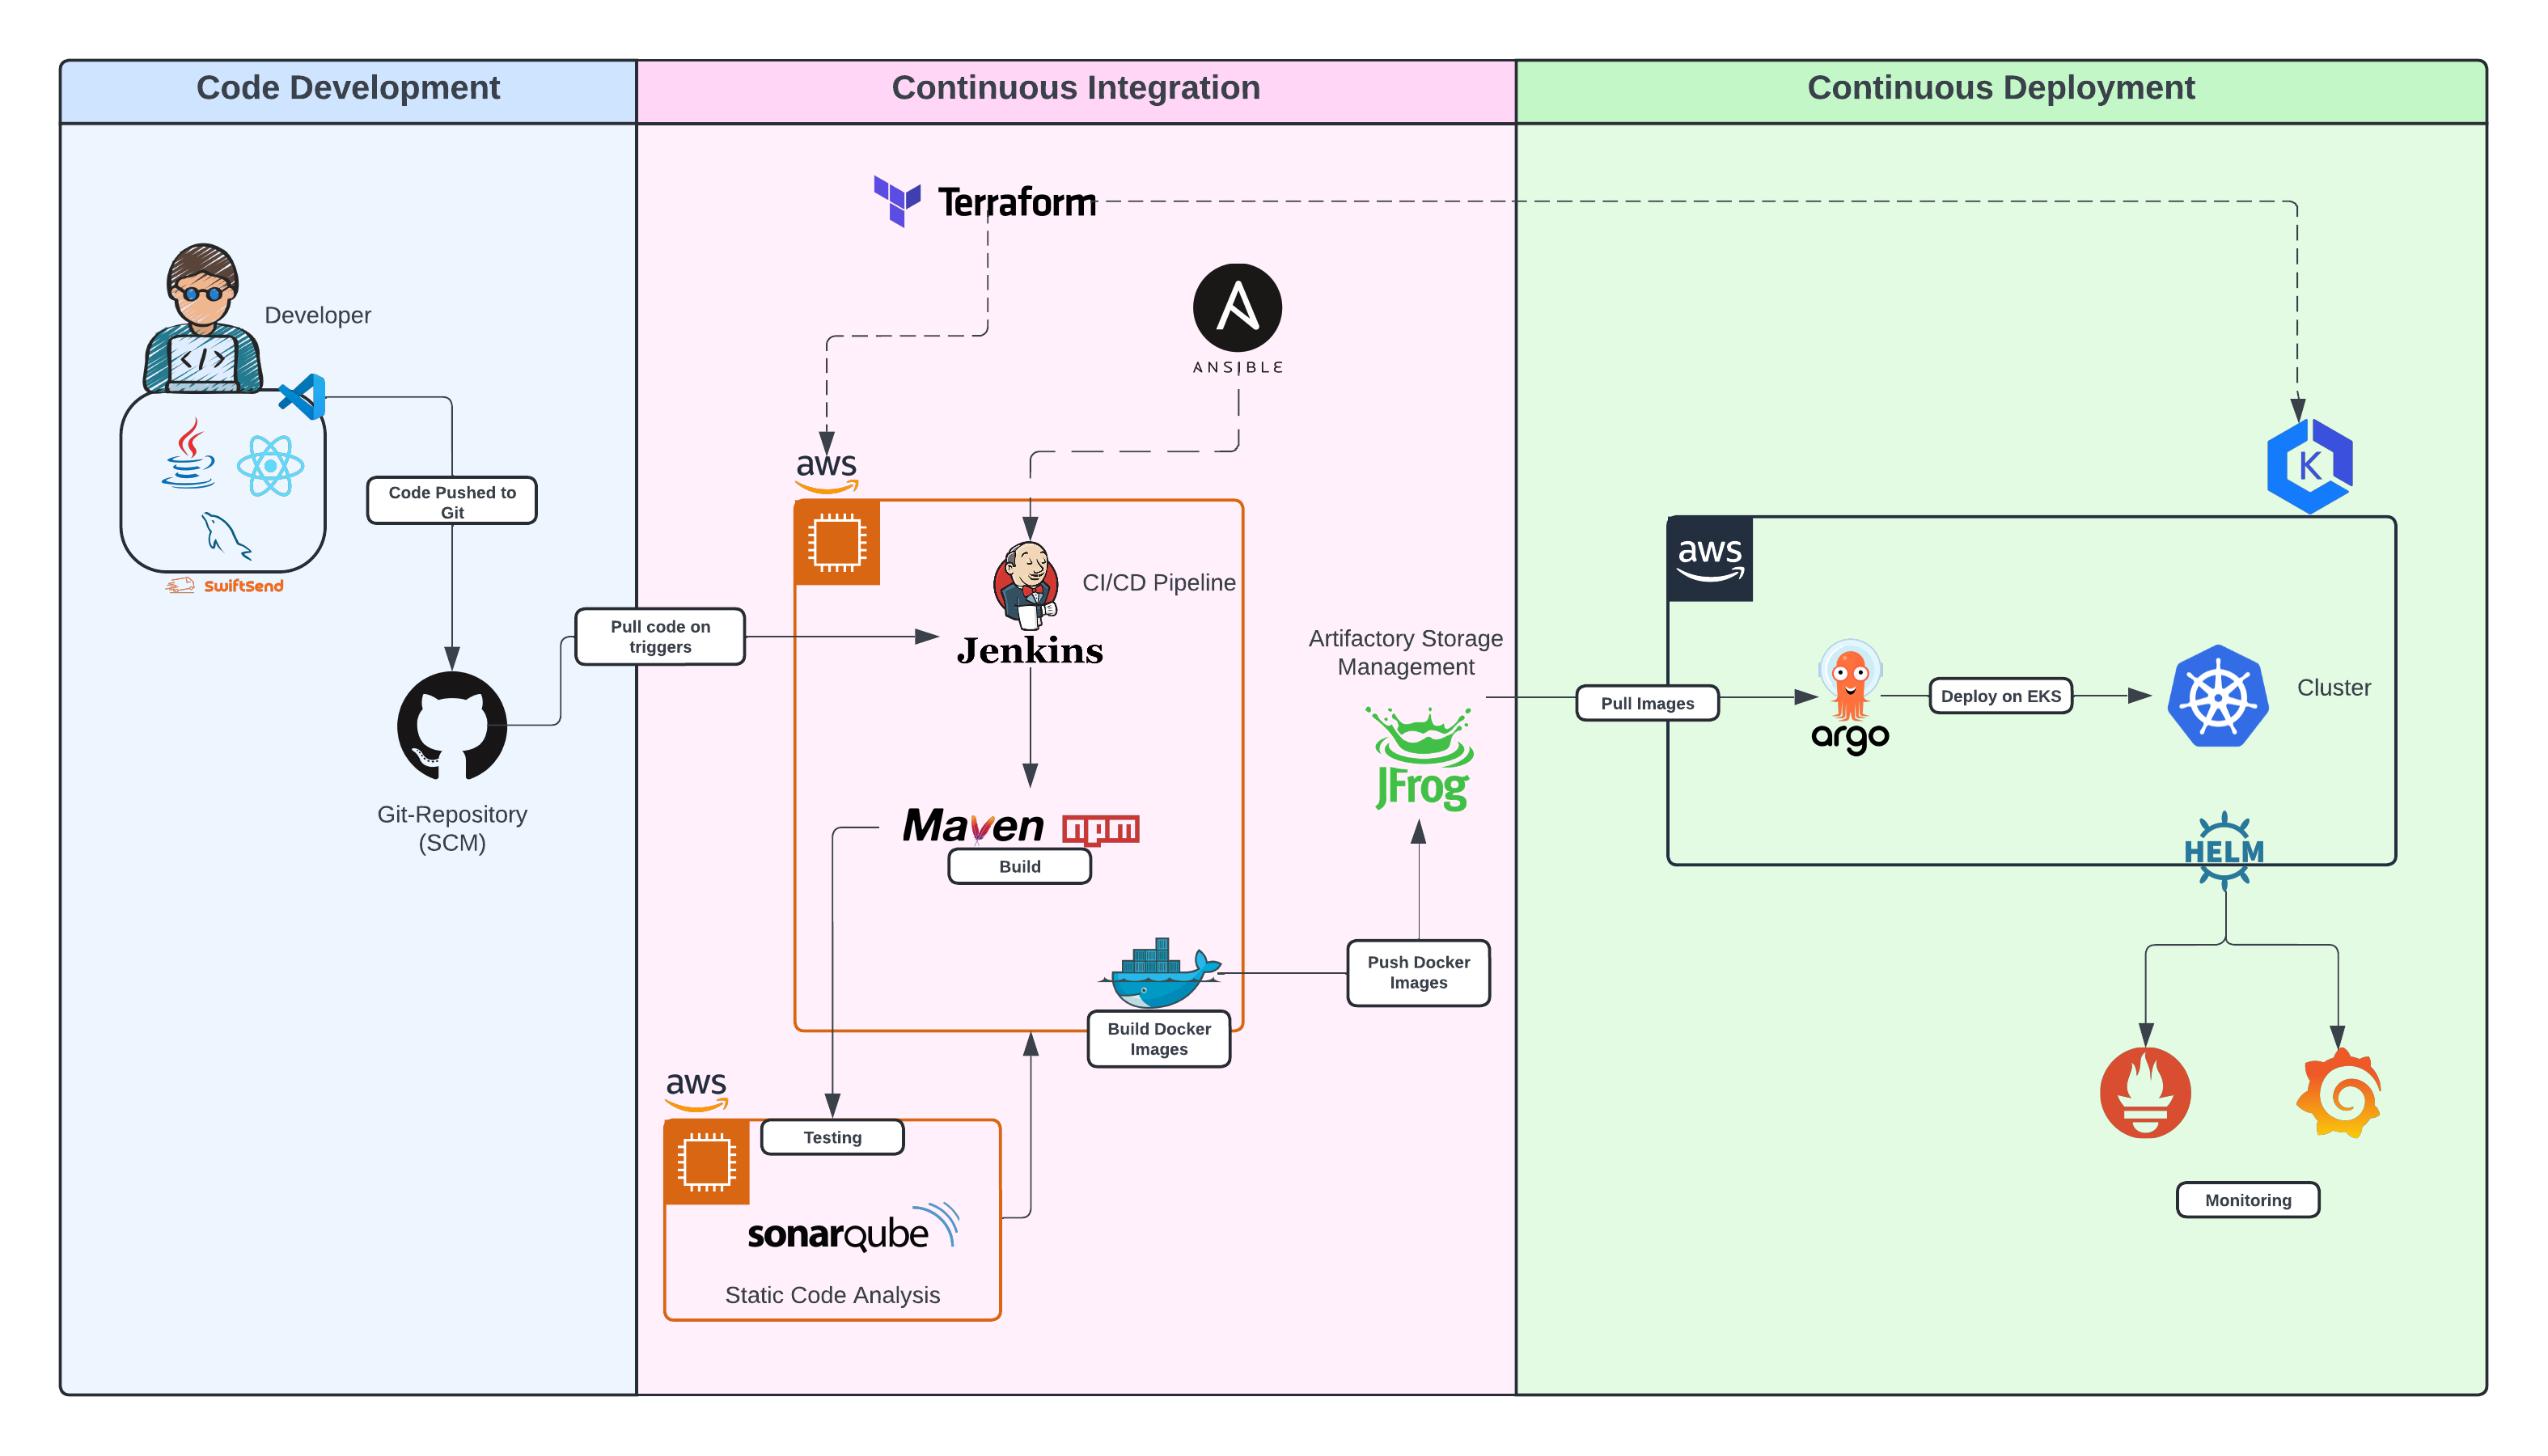 Code Development
Continuous Integration
Continuous Deployment
Terraform
Developer
</>
ANSIBLE
Code Pushed to
Git
SwiftSend
aws
K
aws
CI/CD Pipeline
Jenkins
Pull code on
triggers
Artifactory Storage
Management
Pull Images
argo
Deploy on EKS
Cluster
JFrog
Git-Repository
(SCM)
Maven
npm
Build
HELM
Push Docker
Images
Build Docker
Images
aws
Testing
sonarqube
Static Code Analysis
Monitoring